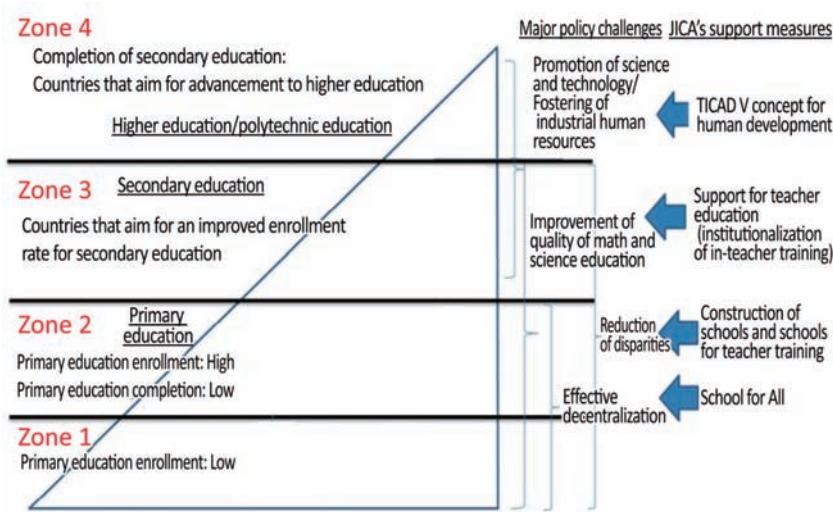 Zone 4
Completion of secondary education:
Countries that aim for advancement to higher education
Higher education/polytechnic education
Zone 3
Secondary education
Countries that aim for an improved enrollment
rate for secondary education
Zone 2
Primary
education
Primary education enrollment: High
Primary education completion: Low
Zone 1
Primary education enrollment: Low
Major policy challenges
Promotion of science
and technology/
Fostering of
industrial human
resources
Improvement of
quality of math and
science education
Reduction
of disparities
Effective
decentralization
JICA's support measures
TICAD V concept for
human development
Support for teacher
education
(institutionalization
of in-teacher training)
Construction of
schools and schools
for teacher training
School for All